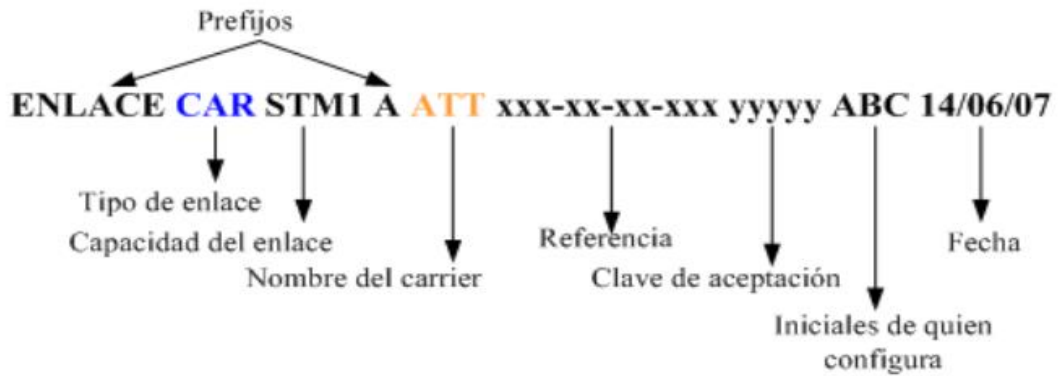 Prefijos
ENLACE CAR STM1 A ATT xxx-xx-xx-xxx yyyyy ABC 14/06/07
Tipo de enlace
Capacidad del enlace
Nombre del carrier
Referencia
Clave de aceptación
Iniciales de quien
configura
Fecha